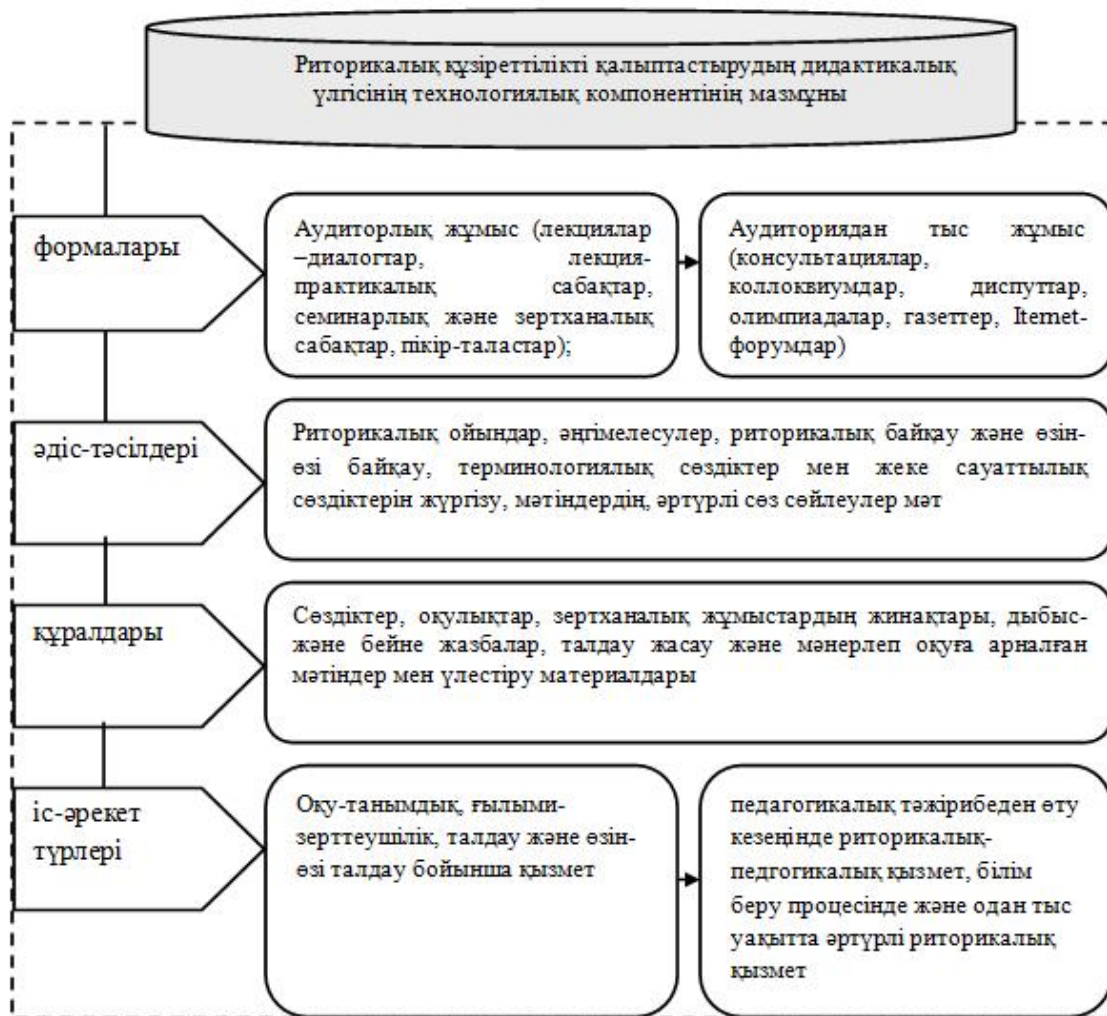 Риторикалық құзіреттілікті қалыптастырудың дидактикалық
үлгісінің технологиялық компонентінің мазмұны
формалары
Аудиторлық жұмыс (лекциялар
–диалогтар, лекция-
практикалық сабақтар,
семинарлық және зертханалық
сабақтар, пікір-таластар);
Аудиториядан тыс жұмыс
(консультациялар,
коллоквиумдар, диспуттар,
олимпиадалар, газеттер, Iternet-
форумдар)
әдіс-тәсілдері
Риторикалық ойындар, әңгімелесулер, риторикалық байқау және өзін-
өзі байқау, терминологиялық сөздіктер мен жеке сауаттылық
сөздіктерін жүргізу, мәтіндердің, әртүрлі сөз сөйлеулер мәт
құралдары
Сөздіктер, оқулықтар, зертханалық жұмыстардың жинақтары, дыбыс-
және бейне жазбалар, талдау жасау және мәнерлеп оқуға арналған
мәтіндер мен үлестіру материалдары
іс-әрекет
түрлері
Оқу-танымдық, ғылыми-
зерттеушілік, талдау және өзін-
өзі талдау бойынша қызмет
педагогикалық тәжірибеден өту
кезеңінде риторикалық-
педгогикалық қызмет, білім
беру процесінде және одан тыс
уақытта әртүрлі риторикалық
қызмет